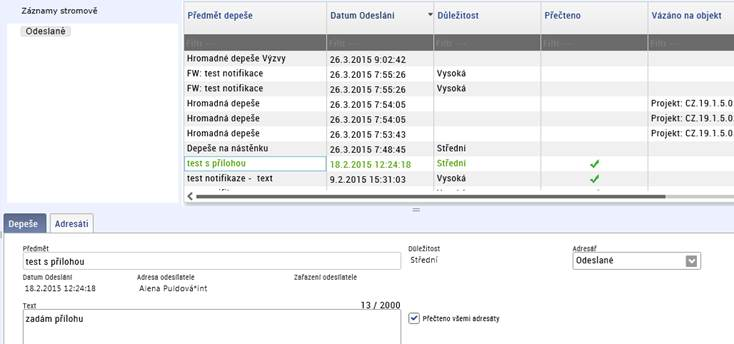 Záznamy stromově
Odeslané
Předmět depeše Datum Odeslání Důležitost Přečteno Vázáno na objekt
Filtr Filtr Filtr Filtr Filtr
Hromadné depeše Výzvy 26.3.2015 9:02:42
FW: test notifikace 26.3.2015 7:55:26 Vysoká
FW: test notifikace 26.3.2015 7:55:26 Vysoká
Hromadná depeše 26.3.2015 7:54:05 Projekt: CZ.19.1.5.0
Hromadná depeše 26.3.2015 7:54:05 Projekt: CZ.19.1.5.0
Hromadná depeše 26.3.2015 7:53:43 Projekt: CZ.19.1.5.0
Depeše na nástěnku 26.3.2015 7:48:45 Střední
test s přílohou 18.2.2015 12:24:18 Střední
test notifikaze - text 9.2.2015 15:31:03 Vysoká
Depeše Adresáti
Předmět Důležitost Adresář
test s přílohou Střední Odeslané
Datum Odeslání Adresa odesílatele Zařazení odesílatele
18.2.2015 12:24:18 Alena Puldová*int
Text 13 / 2000
zadám přílohu Přečteno všemi adresáty